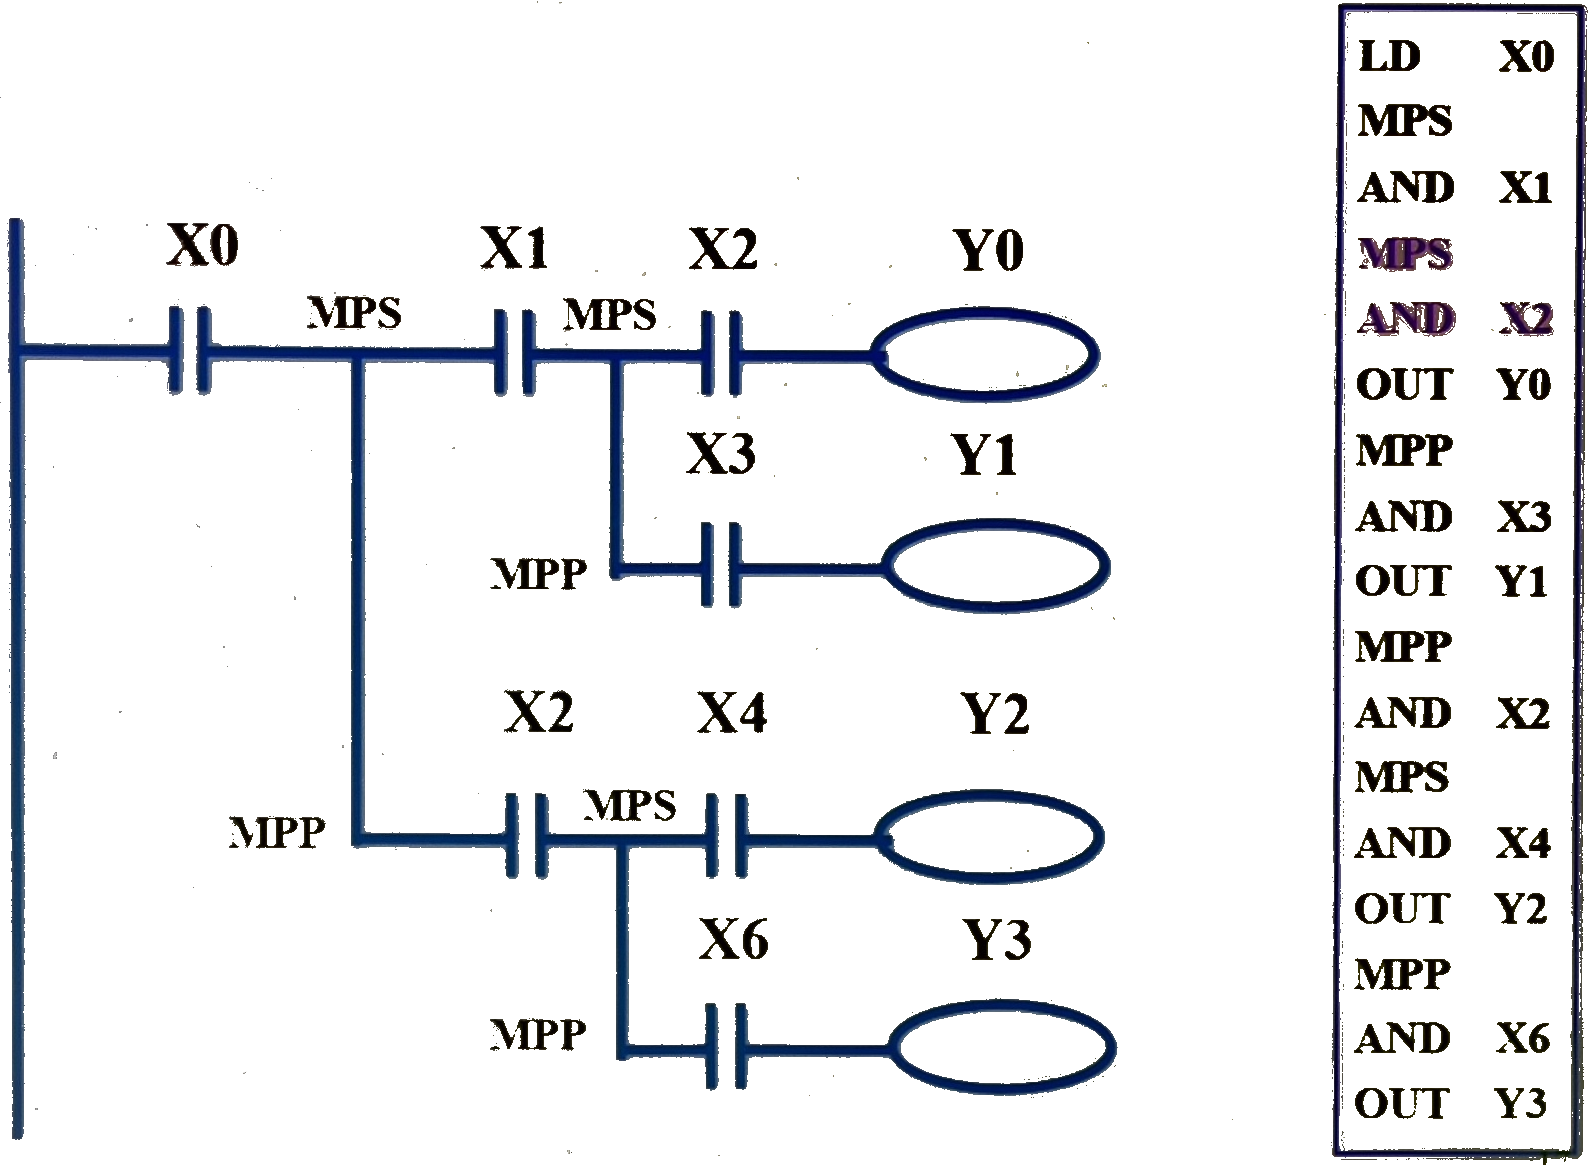 X0 X1 X2 Y0
MPS MPS
X3 Y1
MPP
X2 X4 Y2
MPS
MPP
X6 Y3
MPP
LD X0
MPS
AND X1
MPS
AND X2
OUT Y0
MPP
AND X3
OUT Y1
MPP
AND X2
MPS
AND X4
OUT Y2
MPP
AND X6
OUT Y3